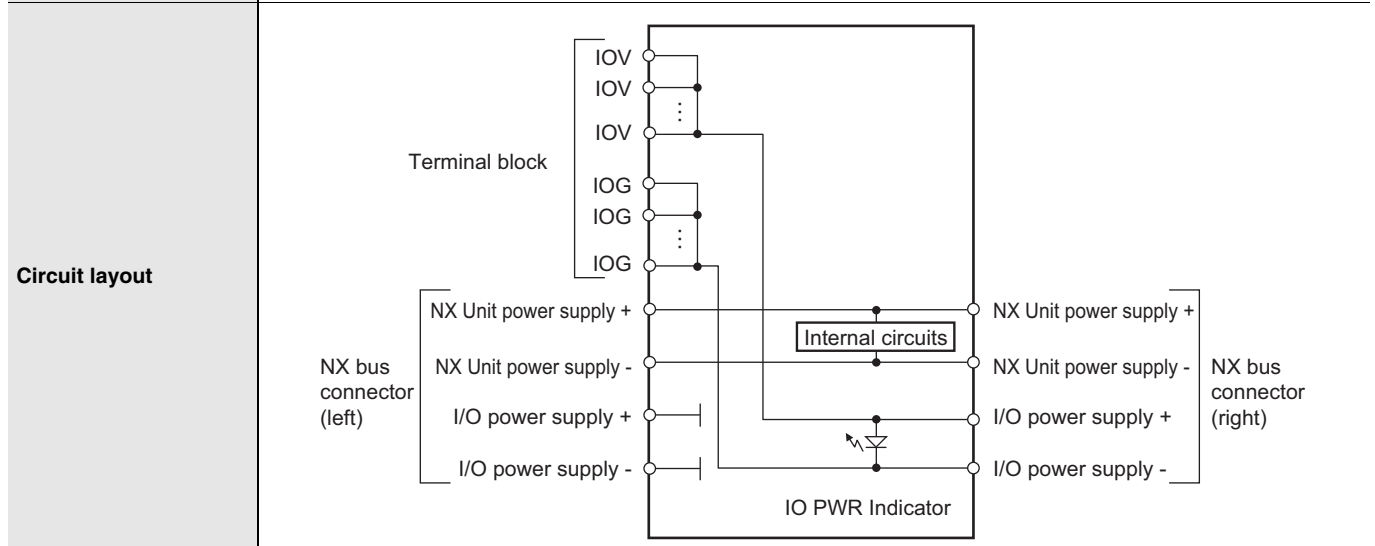 Circuit layout
Terminal block
IOV
IOV
IOV
IOG
IOG
IOG
NX bus
connector
(left)
NX Unit power supply +
NX Unit power supply -
I/O power supply +
I/O power supply -
Internal circuits
IO PWR Indicator
NX Unit power supply +
NX Unit power supply -
I/O power supply +
I/O power supply -
NX bus
connector
(right)